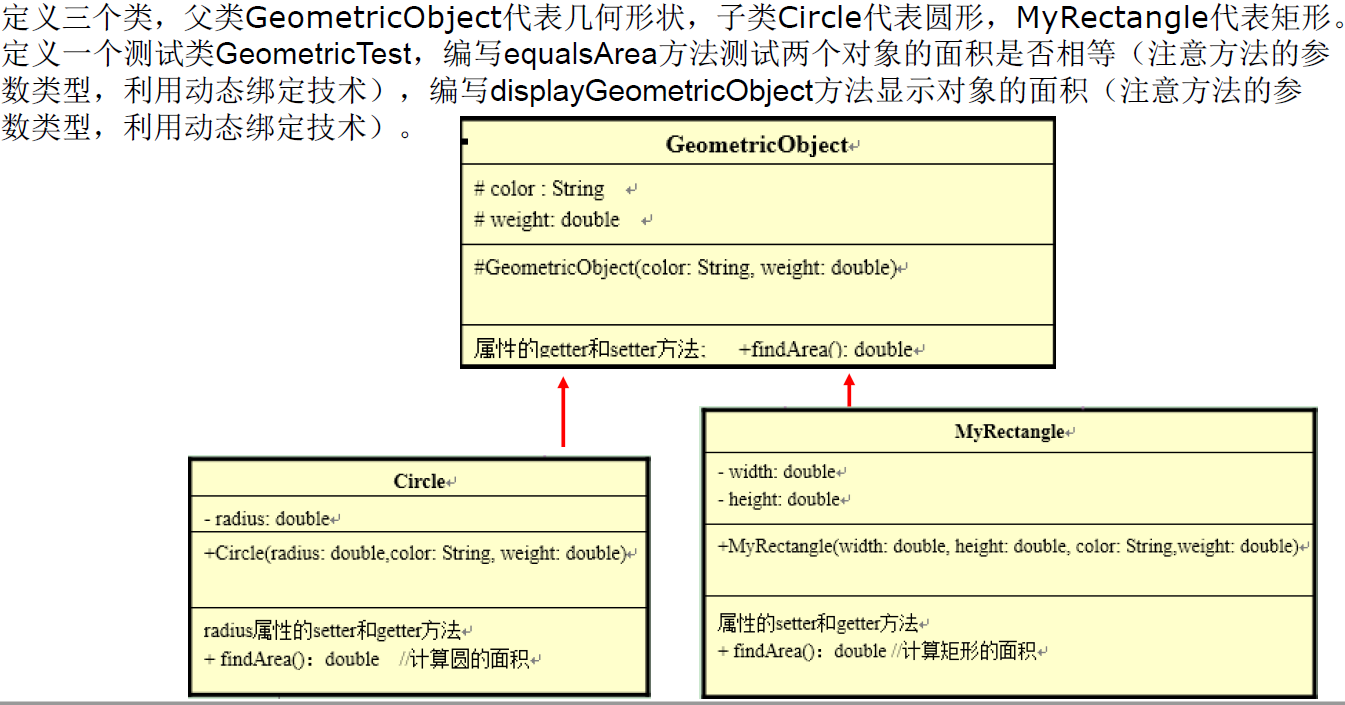 定义三个类，父类GeometricObject代表几何形状，子类Circle代表圆形，MyRectangle代表矩形。
定义一个测试类GeometricTest，编写equalsArea方法测试两个对象的面积是否相等（注意方法的参
数类型，利用动态绑定技术），编写displayGeometricObject方法显示对象的面积（注意方法的参
数类型，利用动态绑定技术）。
GeometricObject↵
# color : String ↵
# weight: double ↵
#GeometricObject(color: String, weight: double)↵
属性的getter和setter方法; +findArea(): double↵
Circle↵
- radius: double↵
+Circle(radius: double,color: String, weight: double)↵
radius属性的setter和getter方法↵
+ findArea()：double //计算圆的面积↵
MyRectangle↵
- width: double↵
- height: double↵
+MyRectangle(width: double, height: double, color: String,weight: double)↵
属性的setter和getter方法↵
+ findArea()：double //计算矩形的面积↵